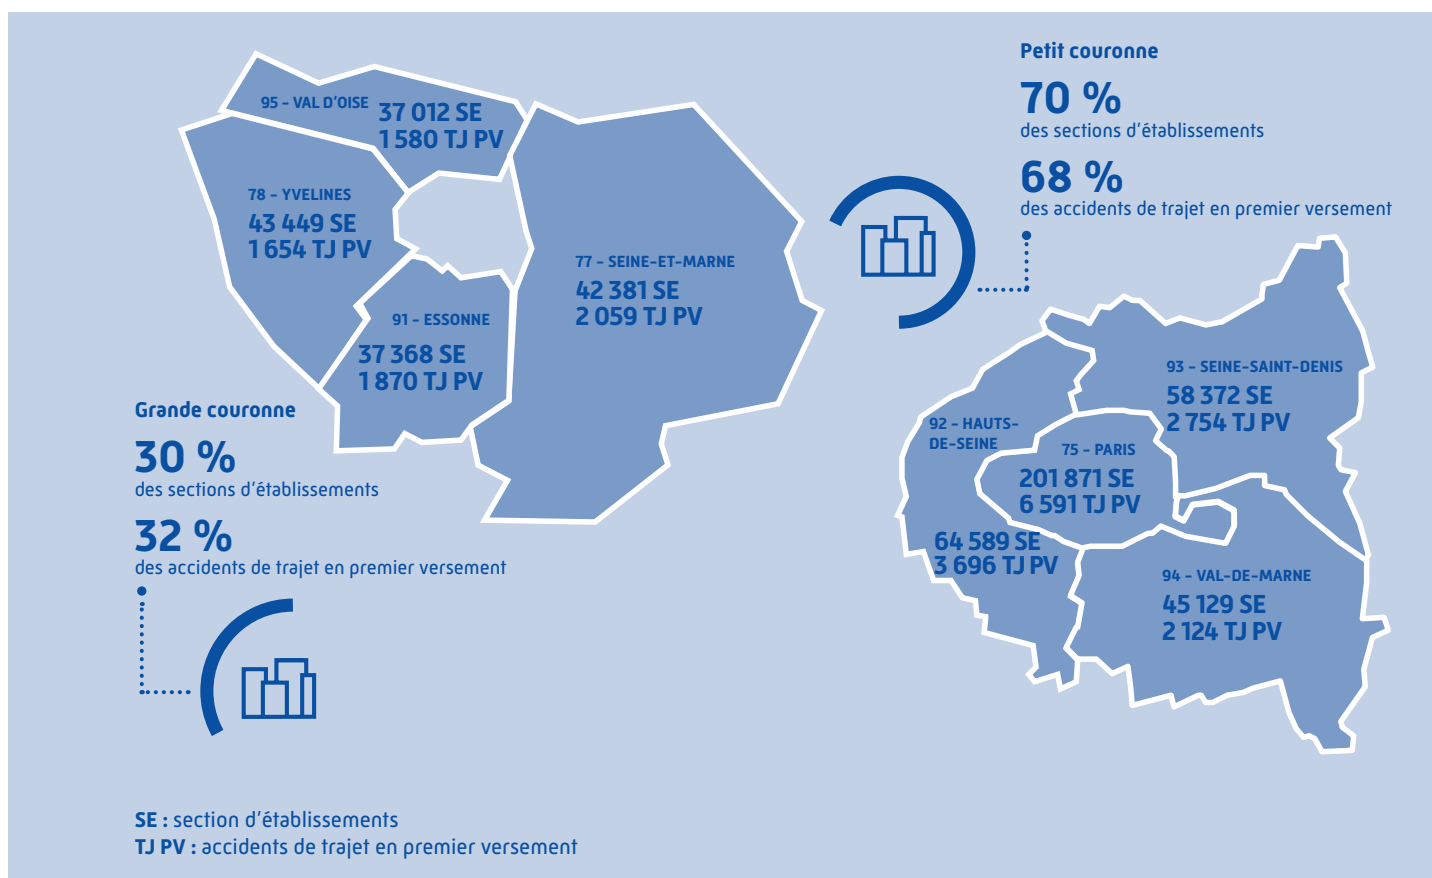 95 – VAL D'OISE
37 012 SE
1 580 TJ PV
78 – YVELINES
43 449 SE
1 654 TJ PV
77 – SEINE-ET-MARNE
42 381 SE
2 059 TJ PV
91 – ESSONNE
37 368 SE
1 870 TJ PV
Grande couronne
30 %
des sections d'établissements
32 %
des accidents de trajet en premier versement
Petit couronne
70 %
des sections d'établissements
68 %
des accidents de trajet en premier versement
93 – SEINE-SAINT-DENIS
58 372 SE
2 754 TJ PV
92 – HAUTS-
DE-SEINE
64 589 SE
3 696 TJ PV
75 – PARIS
201 871 SE
6 591 TJ PV
94 – VAL-DE-MARNE
45 129 SE
2 124 TJ PV
SE : section d'établissements
TJ PV : accidents de trajet en premier versement